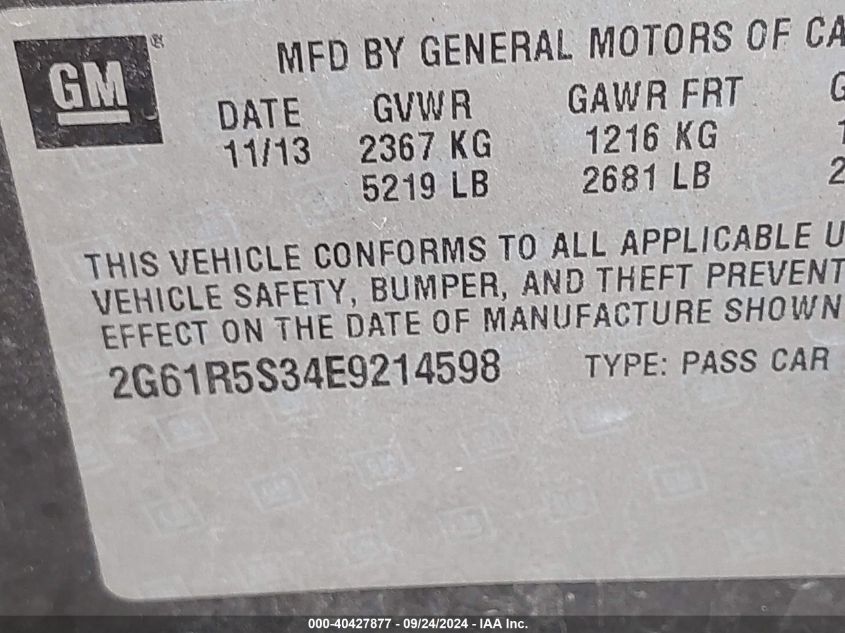 GM®
MFD BY GENERAL MOTORS OF CA
DATE GVWR GAWR FRT G
11/13 2367 KG 1216 KG 1
5219 LB 2681 LB 2
THIS VEHICLE CONFORMS TO ALL APPLICABLE U
VEHICLE SAFETY, BUMPER, AND THEFT PREVENT
EFFECT ON THE DATE OF MANUFACTURE SHOWN
2G61R5S34E9214598 TYPE: PASS CAR
000-40427877 - 09/24/2024 - IAA Inc.